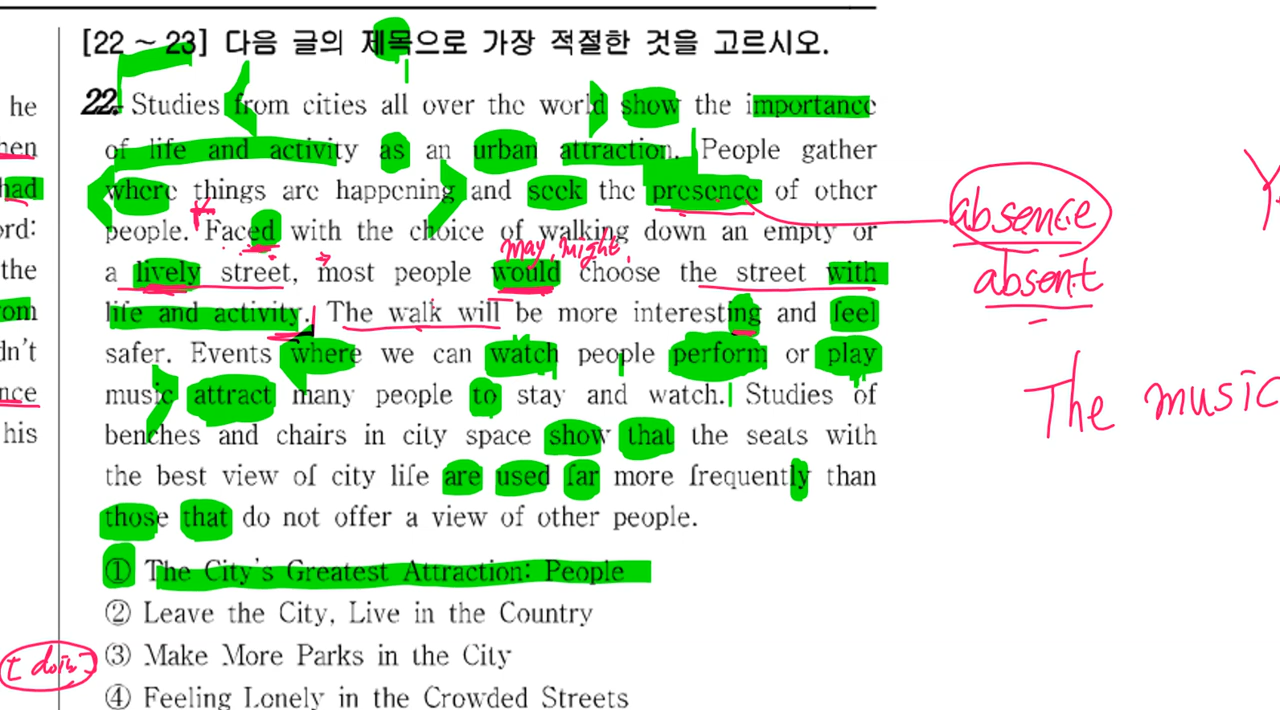 [22 ~ 23] 다음 글의 제목으로 가장 적절한 것을 고르시오.
22. Studies from cities all over the world show the importance
of life and activity as an urban attraction. People gather
where things are happening and seek the presence of other
people. Faced with the choice of walking down an empty or
a lively street, most people would choose the street with
life and activity. The walk will be more interesting and feel
safer. Events where we can watch people perform or play
music attract many people to stay and watch. Studies of
benches and chairs in city space show that the seats with
the best view of city life are used far more frequently than
those that do not offer a view of other people.
① The City's Greatest Attraction: People
② Leave the City, Live in the Country
③ Make More Parks in the City
④ Feeling Lonely in the Crowded Streets
he
had
the
his
may, might,
absence
absent
The music